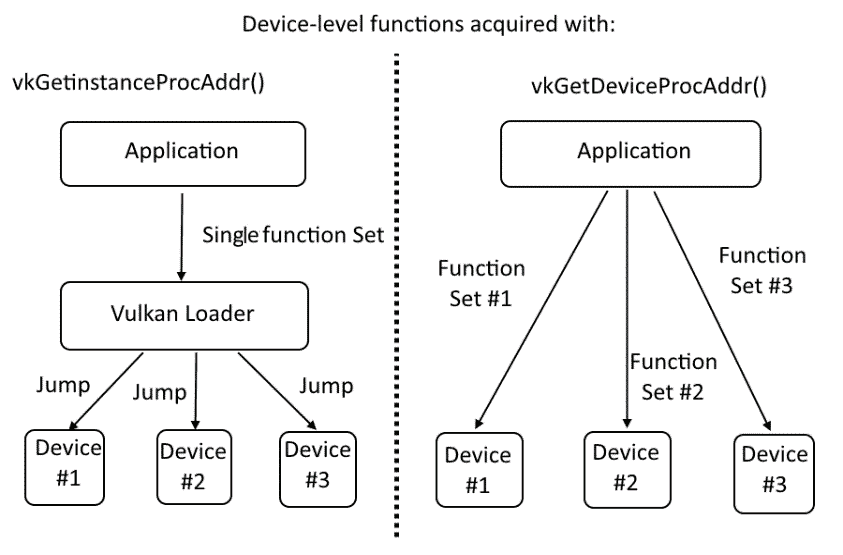 Device-level functions acquired with:
vkGetinstanceProcAddr()
Application
Single function Set
Vulkan Loader
Jump
Jump
Jump
Device
#1
Device
#2
Device
#3
vkGetDeviceProcAddr()
Application
Function
Set #1
Function
Set #2
Function
Set #3
Device
#1
Device
#2
Device
#3